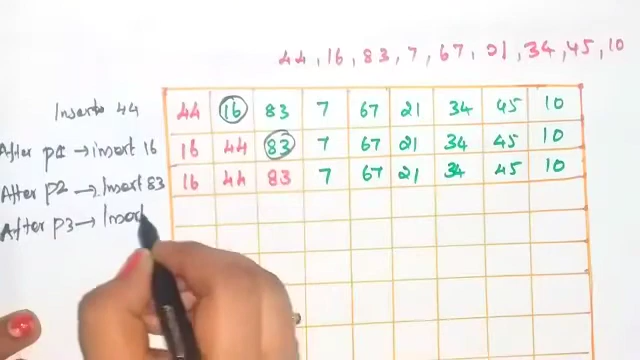 44, 16, 83, 7, 67, 21, 34, 45, 10
Insert 44 44 16 83 7 67 21 34 45 10
After P1 → insert 16 16 44 83 7 67 21 34 45 10
After P2 → Insert 83 16 44 83 7 67 21 34 45 10
After P3 → Inser